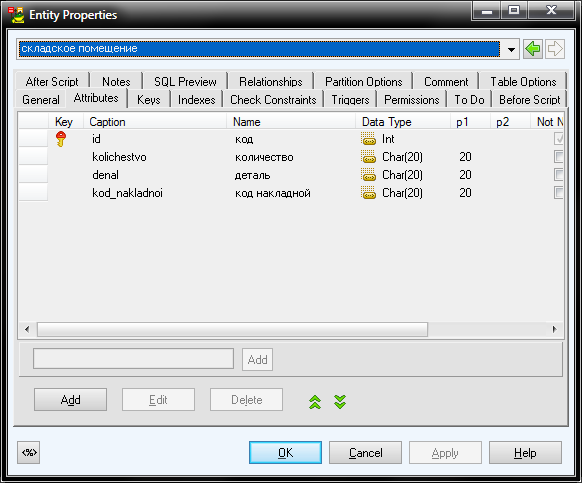 Entity Properties
складское помещение
After Script Notes SQL Preview Relationships Partition Options Comment Table Options
General Attributes Keys Indexes Check Constraints Triggers Permissions To Do Before Script
Key Caption Name Data Type p1 p2 Not N
id код Int
kolichestvo количество Char(20) 20
denal деталь Char(20) 20
kod_nakladnoi код накладной Char(20) 20
Add
Add Edit Delete
<%> OK Cancel Apply Help